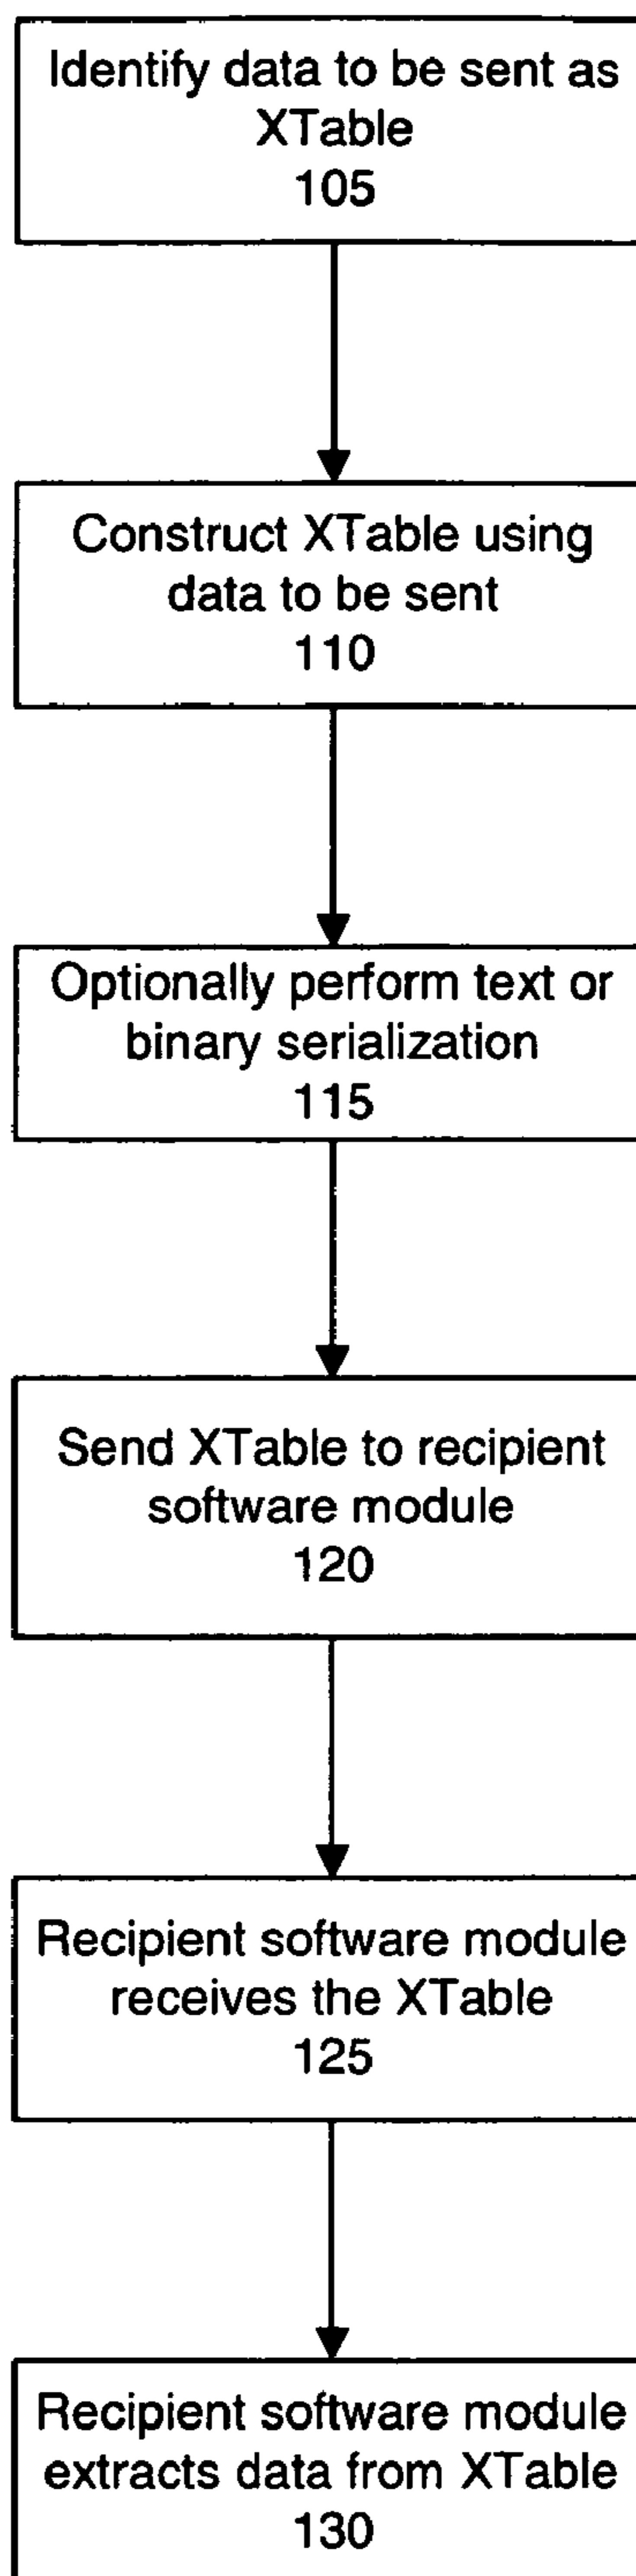 Identify data to be sent as
XTable
105
Construct XTable using
data to be sent
110
Optionally perform text or
binary serialization
115
Send XTable to recipient
software module
120
Recipient software module
receives the XTable
125
Recipient software module
extracts data from XTable
130